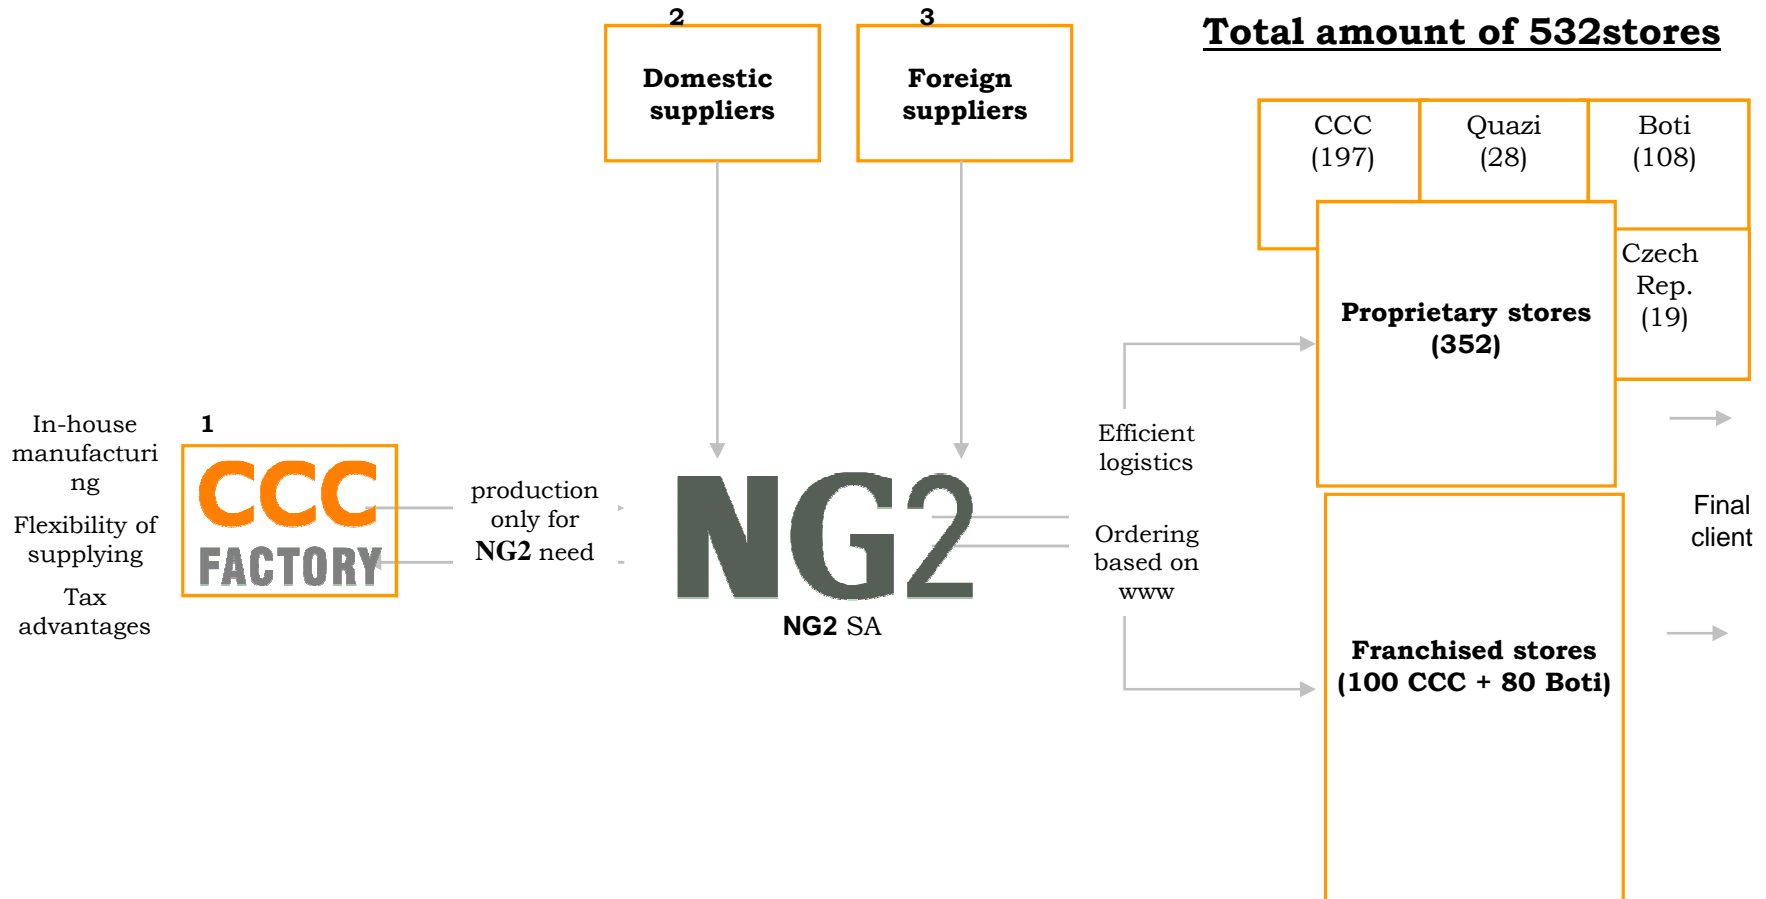 Total amount of 532stores
2
Domestic
suppliers
3
Foreign
suppliers
CCC
(197)
Quazi
(28)
Boti
(108)
Czech
Rep.
(19)
Proprietary stores
(352)
In-house
manufacturi
ng
Flexibility of
supplying
Tax
advantages
1
CCC
FACTORY
production
only for
NG2 need
NG2
NG2 SA
Efficient
logistics
Ordering
based on
www
Franchised stores
(100 CCC + 80 Boti)
Final
client